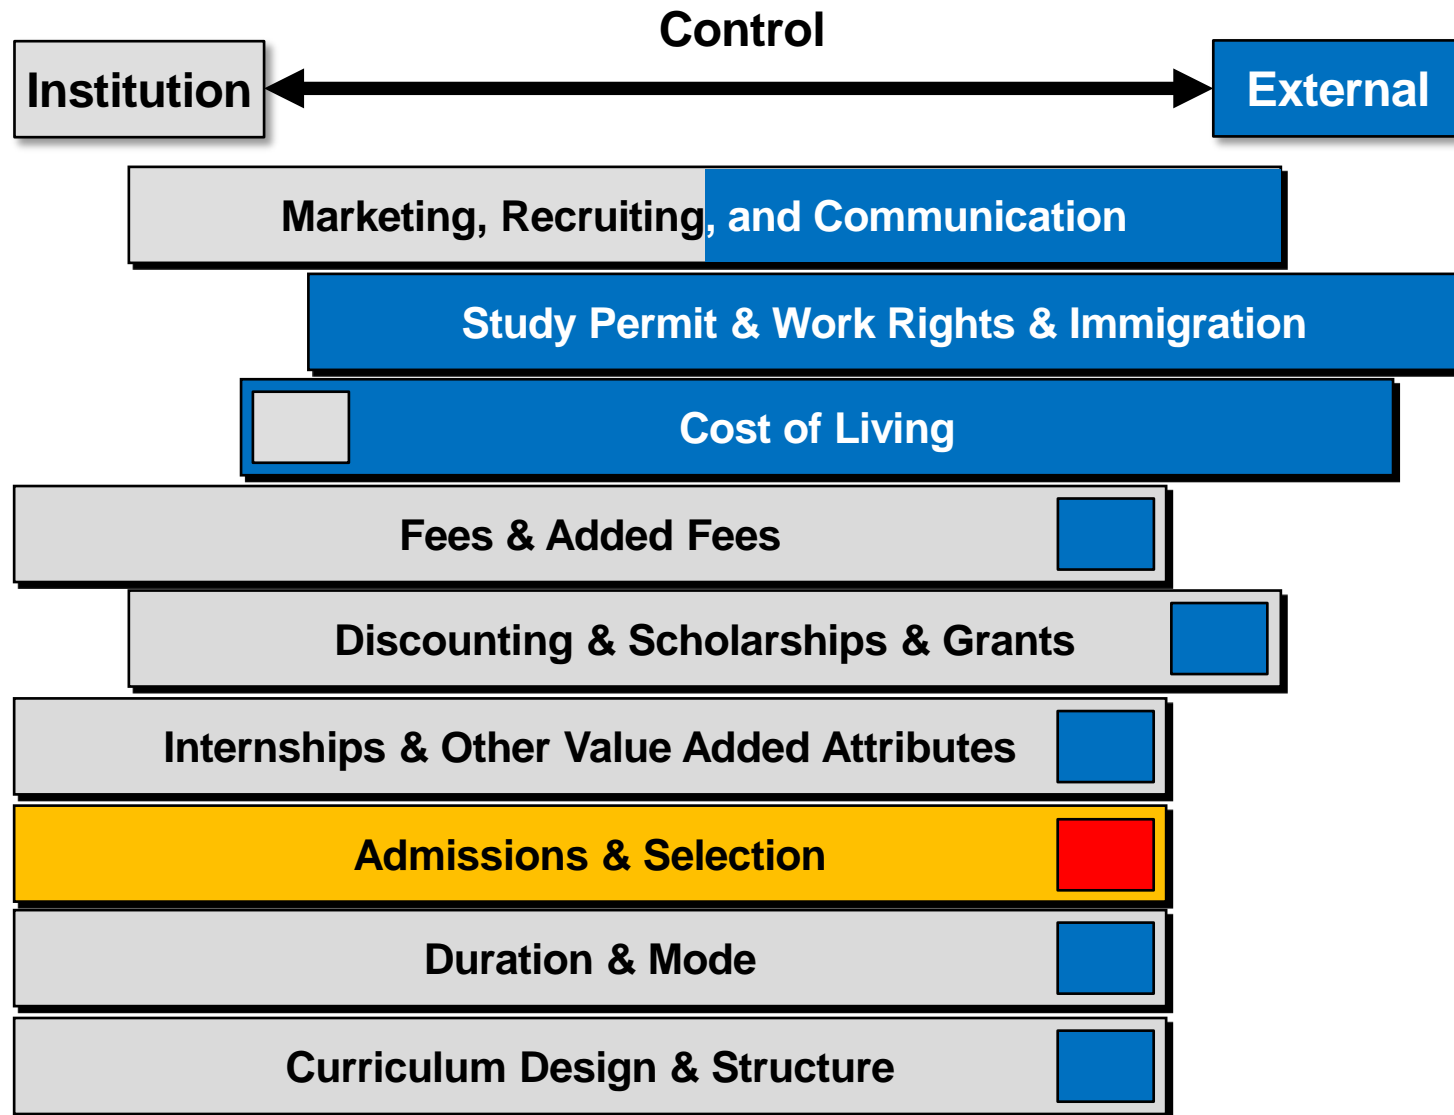 Control
Institution
External
Marketing, Recruiting, and Communication
Study Permit & Work Rights & Immigration
Cost of Living
Fees & Added Fees
Discounting & Scholarships & Grants
Internships & Other Value Added Attributes
Admissions & Selection
Duration & Mode
Curriculum Design & Structure